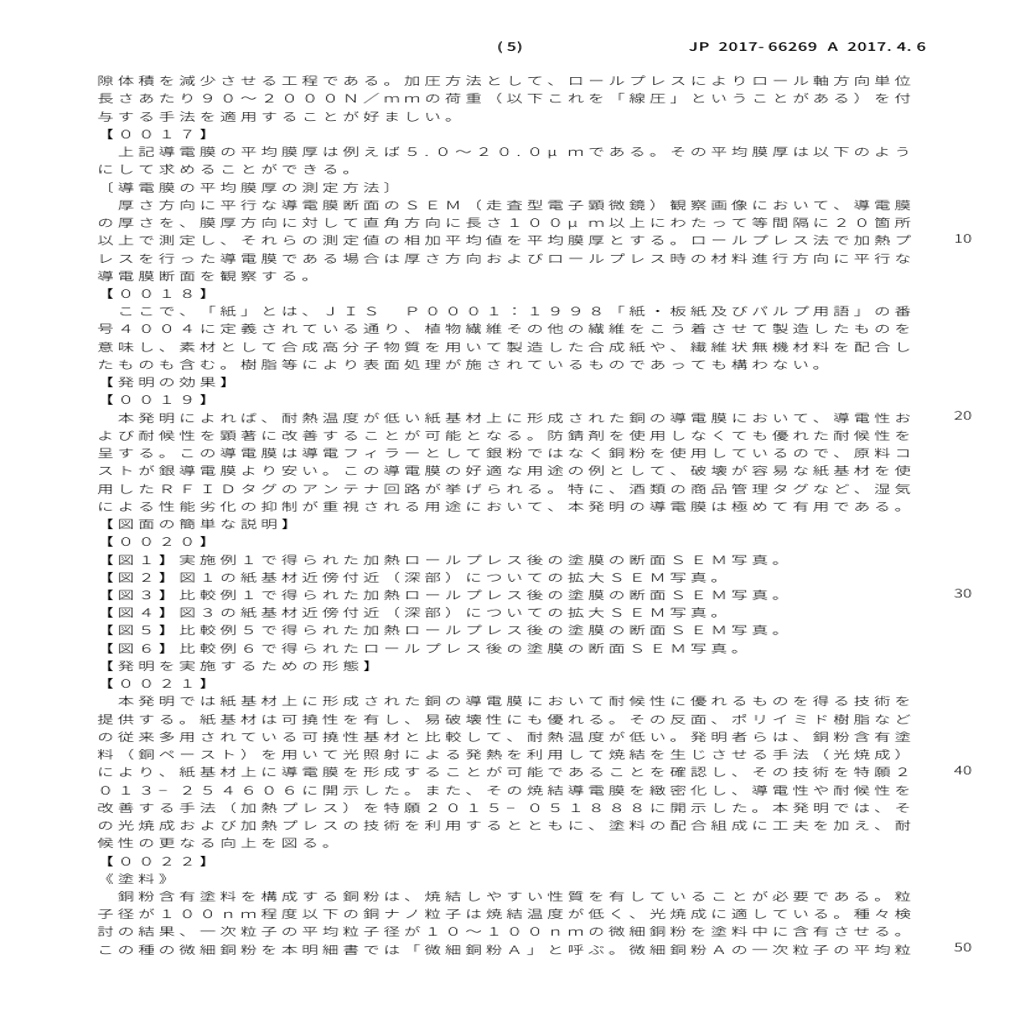 (5)
JP 2017-66269 A 2017.4.6
隙体積を減少させる工程である。加圧方法として、ロールプレスによりロール軸方向単位
長さあたり９０～２０００Ｎ／ｍｍの荷重（以下これを「線圧」ということがある）を付
与する手法を適用することが好ましい。
【００１７】
　上記導電膜の平均膜厚は例えば５.０～２０.０μｍである。その平均膜厚は以下のよう
にして求めることができる。
〔導電膜の平均膜厚の測定方法〕
　厚さ方向に平行な導電膜断面のＳＥＭ（走査型電子顕微鏡）観察画像において、導電膜
の厚さを、膜厚方向に対して直角方向に長さ１００μｍ以上にわたって等間隔に２０箇所
以上で測定し、それらの測定値の相加平均値を平均膜厚とする。ロールプレス法で加熱プ
10
レスを行った導電膜である場合は厚さ方向およびロールプレス時の材料進行方向に平行な
導電膜断面を観察する。
【００１８】
　ここで、「紙」とは、ＪＩＳ　Ｐ０００１：１９９８「紙・板紙及びパルプ用語」の番
号４００４に定義されている通り、植物繊維その他の繊維をこう着させて製造したものを
意味し、素材として合成高分子物質を用いて製造した合成紙や、繊維状無機材料を配合し
たものも含む。樹脂等により表面処理が施されているものであっても構わない。
【発明の効果】
【００１９】
　本発明によれば、耐熱温度が低い紙基材上に形成された銅の導電膜において、導電性お
20
よび耐候性を顕著に改善することが可能となる。防錆剤を使用しなくても優れた耐候性を
呈する。この導電膜は導電フィラーとして銀粉ではなく銅粉を使用しているので、原料コ
ストが銀導電膜より安い。この導電膜の好適な用途の例として、破壊が容易な紙基材を使
用したＲＦＩＤタグのアンテナ回路が挙げられる。特に、酒類の商品管理タグなど、湿気
による性能劣化の抑制が重視される用途において、本発明の導電膜は極めて有用である。
【図面の簡単な説明】
【００２０】
【図１】実施例１で得られた加熱ロールプレス後の塗膜の断面ＳＥＭ写真。
【図２】図１の紙基材近傍付近（深部）についての拡大ＳＥＭ写真。
【図３】比較例１で得られた加熱ロールプレス後の塗膜の断面ＳＥＭ写真。
30
【図４】図３の紙基材近傍付近（深部）についての拡大ＳＥＭ写真。
【図５】比較例５で得られた加熱ロールプレス後の塗膜の断面ＳＥＭ写真。
【図６】比較例６で得られたロールプレス後の塗膜の断面ＳＥＭ写真。
【発明を実施するための形態】
【００２１】
　本発明では紙基材上に形成された銅の導電膜において耐候性に優れるものを得る技術を
提供する。紙基材は可撓性を有し、易破壊性にも優れる。その反面、ポリイミド樹脂など
の従来多用されている可撓性基材と比較して、耐熱温度が低い。発明者らは、銅粉含有塗
料（銅ペースト）を用いて光照射による発熱を利用して焼結を生じさせる手法（光焼成）
により、紙基材上に導電膜を形成することが可能であることを確認し、その技術を特願２
40
０１３−２５４６０６に開示した。また、その焼結導電膜を緻密化し、導電性や耐候性を
改善する手法（加熱プレス）を特願２０１５−０５１８８８に開示した。本発明では、そ
の光焼成および加熱プレスの技術を利用するとともに、塗料の配合組成に工夫を加え、耐
候性の更なる向上を図る。
【００２２】
《塗料》
　銅粉含有塗料を構成する銅粉は、焼結しやすい性質を有していることが必要である。粒
子径が１００ｎｍ程度以下の銅ナノ粒子は焼結温度が低く、光焼成に適している。種々検
討の結果、一次粒子の平均粒子径が１０～１００ｎｍの微細銅粉を塗料中に含有させる。
この種の微細銅粉を本明細書では「微細銅粉Ａ」と呼ぶ。微細銅粉Ａの一次粒子の平均粒
50